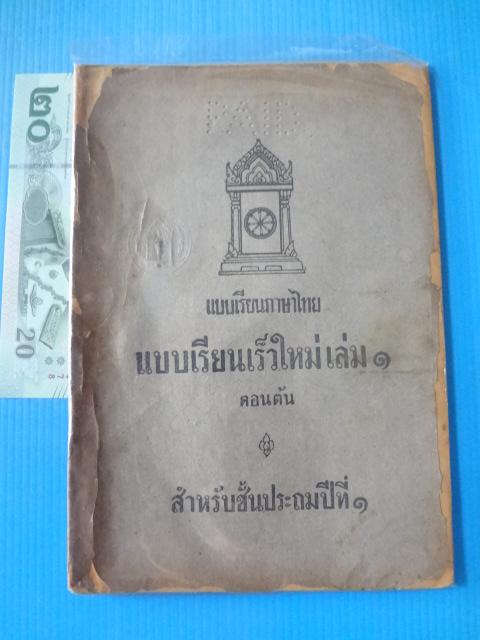 PAID
แบบเรียนภาษาไทย
แบบเรียนเร็วใหม่ เล่ม ๑
ตอนต้น
สำหรับชั้นประถมปีที่ ๑
๒๐
20